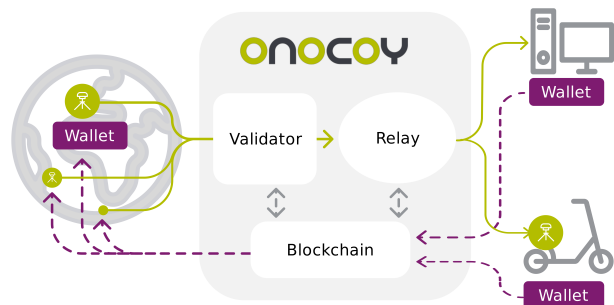 ONOCOY
Wallet
Validator
Relay
Wallet
Blockchain
Wallet